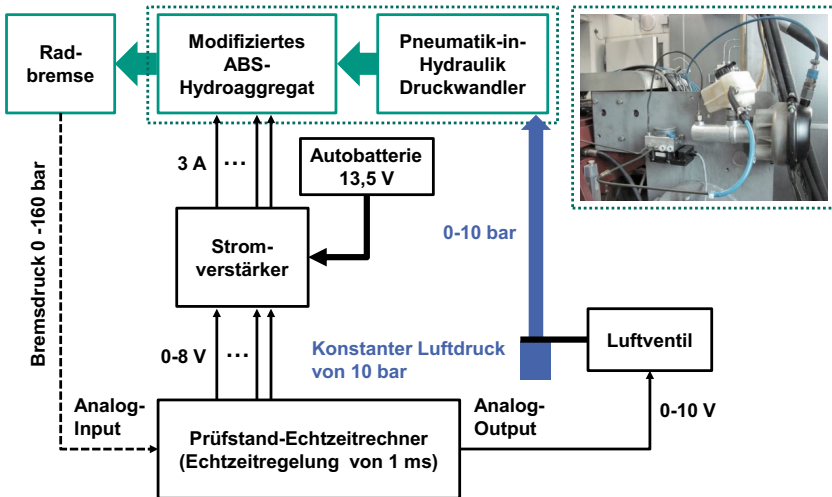 Rad-
bremse
Modifiziertes
ABS-
Hydroaggregat
Pneumatik-in-
Hydraulik
Druckwandler
3 A
...
Autobatterie
13,5 V
Bremsdruck 0 -160 bar
Strom-
verstärker
0-10 bar
0-8 V
...
Konstanter Luftdruck
von 10 bar
Luftventil
Analog-
Input
Prüfstand-Echtzeitrechner
(Echtzeitregelung von 1 ms)
Analog-
Output
0-10 V